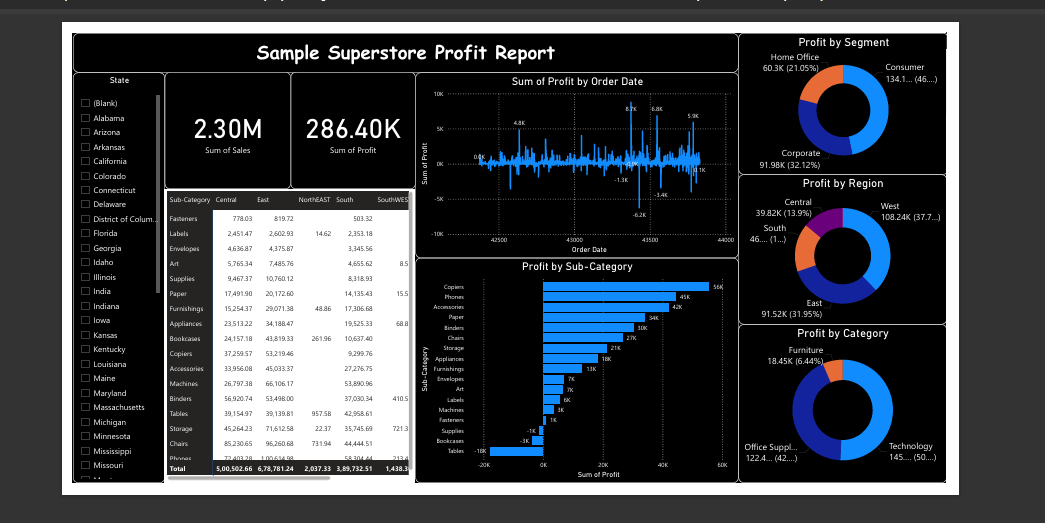 Sample Superstore Profit Report
State
(Blank)
Alabama
Arizona
Arkansas
California
Colorado
Connecticut
Delaware
District of Colum...
Florida
Georgia
Idaho
Illinois
India
Indiana
Iowa
Kansas
Kentucky
Louisiana
Maine
Maryland
Massachusetts
Michigan
Minnesota
Mississippi
Missouri
2.30M
Sum of Sales
286.40K
Sum of Profit
Sub-Category Central East NorthEAST South SouthWES
Fasteners 778.03 819.72 503.32
Labels 2,451.47 2,602.93 14.62 2,353.18
Envelopes 4,636.87 4,375.87 3,345.56
Art 5,765.34 7,485.76 4,655.62 8.5
Supplies 9,467.37 10,760.12 8,318.93
Paper 17,491.90 20,172.60 14,135.43 15.5
Furnishings 15,254.37 29,071.38 48.86 17,306.68
Appliances 23,513.22 34,188.47 19,525.33 68.8
Bookcases 24,157.18 43,819.33 261.96 10,637.40
Copiers 37,259.57 53,219.46 9,299.76
Accessories 33,956.08 45,033.37 27,276.75
Machines 26,797.38 66,106.17 53,890.96
Binders 56,920.74 53,498.00 37,030.34 410.5
Tables 39,154.97 39,139.81 957.58 42,958.61
Storage 45,264.23 71,612.58 22.37 35,745.69 721.3
Chairs 85,230.65 96,260.68 731.94 44,444.51
Phones 72,403.28 1,00,614.98 58,304.44 213.4
Total 5,00,502.66 6,78,781.24 2,037.33 3,89,732.51 1,438.3
Sum of Profit by Order Date
Sum of Profit
10K
5K
0K
-5K
-10K
0.0K
4.8K
8.7K
6.8K
5.9K
-1.3K
-6.2K
-3.4K
0.1K
42500 43000 43500 44000
Order Date
Profit by Sub-Category
Sub-Category
Copiers 56K
Phones 45K
Accessories 42K
Paper 34K
Binders 30K
Chairs 27K
Storage 21K
Appliances 18K
Furnishings 13K
Envelopes 7K
Art 7K
Labels 6K
Machines 3K
Fasteners 1K
Supplies -1K
Bookcases -3K
Tables -18K
-20K 0K 20K 40K 60K
Sum of Profit
Profit by Segment
Home Office
60.3K (21.05%)
Consumer
134.1... (46....)
Corporate
91.98K (32.12%)
Profit by Region
Central
39.82K (13.9%)
West
108.24K (37.7...)
South
46.... (1...)
East
91.52K (31.95%)
Profit by Category
Furniture
18.45K (6.44%)
Office Suppl...
122.4... (42....)
Technology
145.... (50....)